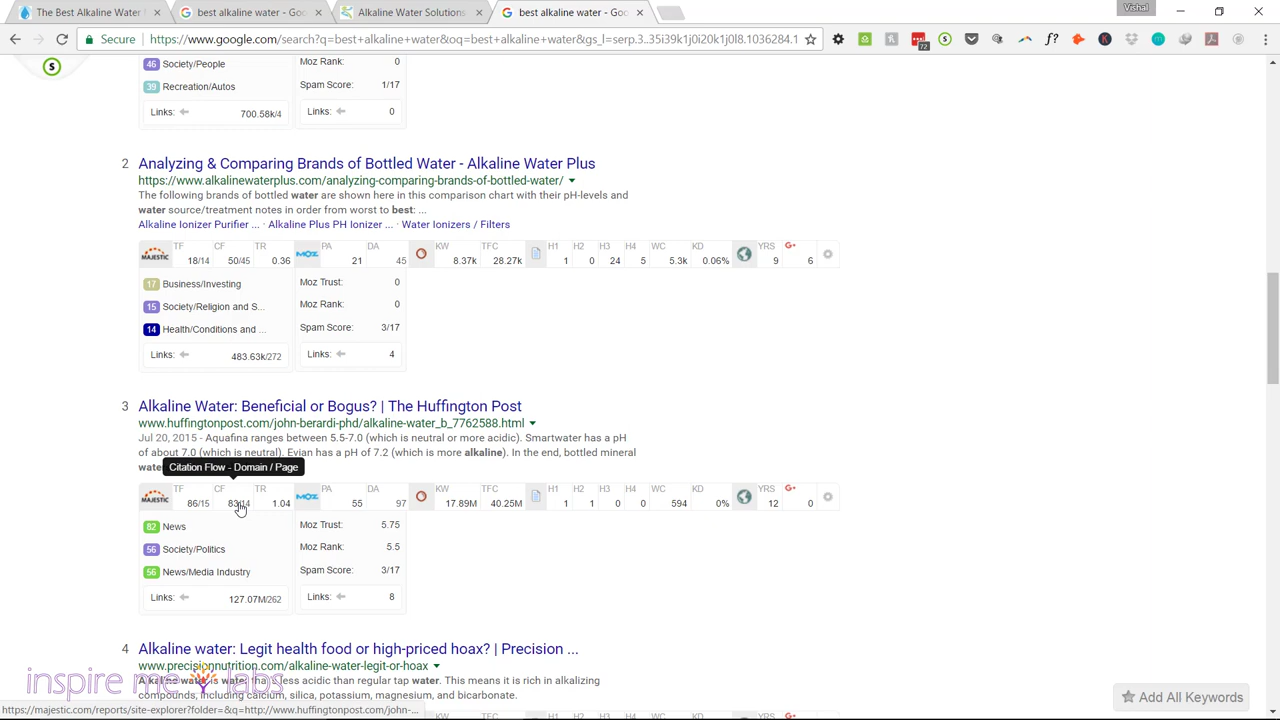 The Best Alkaline Water
best alkaline water - Goo
Alkaline Water Solutions
best alkaline water - Goo
Vishal
Secure
https://www.google.com/search?q=best+alkaline+water&oq=best+alkaline+water&gs_l=serp.3..35i39k1j0i20k1j0l8.1036284.1
72
46 Society/People
Moz Rank: 0
39 Recreation/Autos
Spam Score: 1/17
Links: 700.58k/4
Links: 0
2 Analyzing & Comparing Brands of Bottled Water - Alkaline Water Plus
https://www.alkalinewaterplus.com/analyzing-comparing-brands-of-bottled-water/
The following brands of bottled water are shown here in this comparison chart with their pH-levels and
water source/treatment notes in order from worst to best: ...
Alkaline Ionizer Purifier ... · Alkaline Plus PH Ionizer ... · Water Ionizers / Filters
TF CF TR PA DA KW TFC H1 H2 H3 H4 WC KD YRS G+
MAJESTIC 18/14 50/45 0.36 MOZ 21 45 8.37k 28.27k 1 0 24 5 5.3k 0.06% 9 6
17 Business/Investing
Moz Trust: 0
15 Society/Religion and S...
Moz Rank: 0
14 Health/Conditions and ...
Spam Score: 3/17
Links: 483.63k/272
Links: 4
3 Alkaline Water: Beneficial or Bogus? | The Huffington Post
www.huffingtonpost.com/john-berardi-phd/alkaline-water_b_7762588.html
Jul 20, 2015 - Aquafina ranges between 5.5-7.0 (which is neutral or more acidic). Smartwater has a pH
of about 7.0 (which is neutral). Evian has a pH of 7.2 (which is more alkaline). In the end, bottled mineral
Citation Flow - Domain / Page
TF CF TR PA DA KW TFC H1 H2 H3 H4 WC KD YRS G+
MAJESTIC 86/15 83/14 1.04 MOZ 55 97 17.89M 40.25M 1 1 0 0 594 0% 12 0
82 News
Moz Trust: 5.75
56 Society/Politics
Moz Rank: 5.5
56 News/Media Industry
Spam Score: 3/17
Links: 127.07M/262
Links: 8
4 Alkaline water: Legit health food or high-priced hoax? | Precision ...
www.precisionnutrition.com/alkaline-water-legit-or-hoax
Alkaline water is water that's less acidic than regular tap water. This means it is rich in alkalizing
compounds, including calcium, silica, potassium, magnesium, and bicarbonate.
inspire me labs
Add All Keywords
https://majestic.com/reports/site-explorer?folder=&q=http://www.huffingtonpost.com/john-...